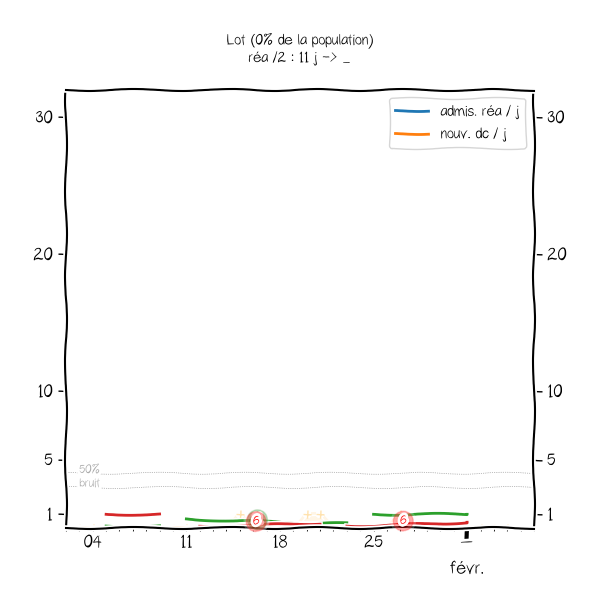 Lot (0% de la population)
réa /2 : 11 j -> _
admis. réa / j
nouv. dc / j
30
30
20
20
10
10
5
5
50%
bruit
1
1
6
6
04
11
18
25
févr.